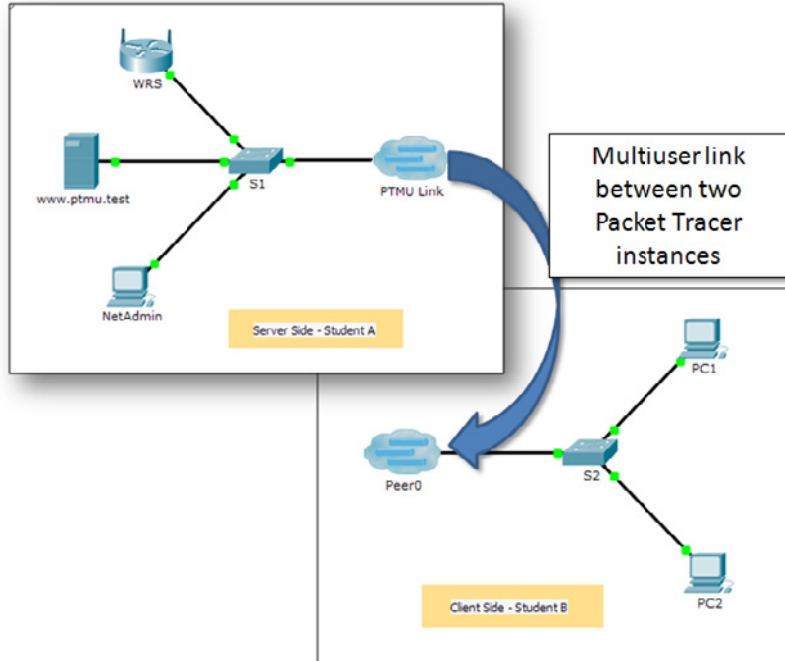 WRS
www.ptmu.test
S1
PTMU Link
NetAdmin
Server Side - Student A
Multiuser link
between two
Packet Tracer
instances
PC1
Peer0
S2
PC2
Client Side - Student B